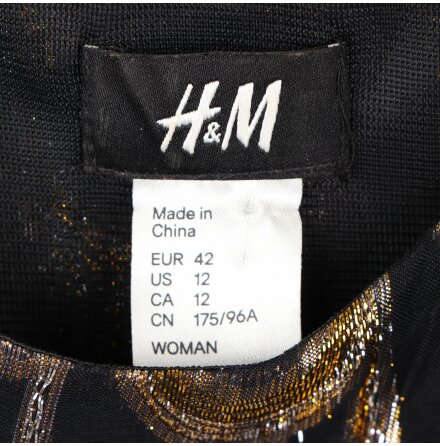 H&M
Made in
China
EUR 42
US 12
CA 12
CN 175/96A
WOMAN